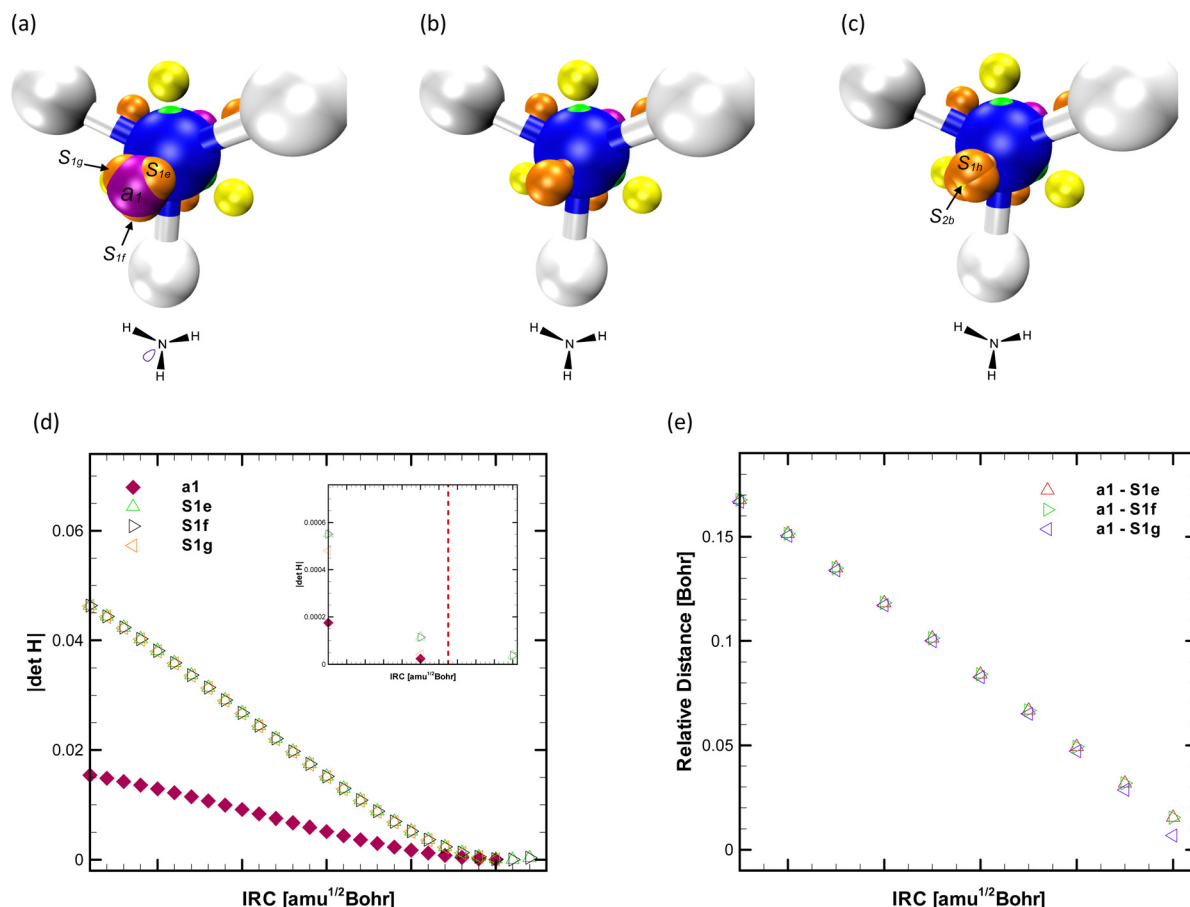 (a)
(b)
(c)
S1g
S1e
a1
S1f
S1h
S2b
H
N
H
H
H
N
H
H
H
N
H
H
(d)
(e)
a1
S1e
S1f
S1g
0.06
0.04
0.02
0
|det H|
IRC [amu1/2Bohr]
0.0006
0.0004
0.0002
0
|det H|
IRC [amu1/2Bohr]
a1 - S1e
a1 - S1f
a1 - S1g
0.15
0.1
0.05
0
Relative Distance [Bohr]
IRC [amu1/2Bohr]